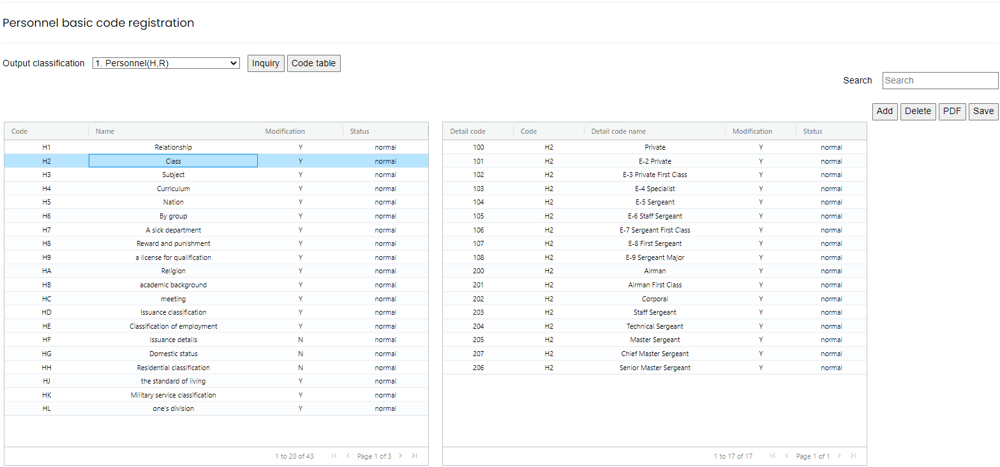 Personnel basic code registration
Output classification 1. Personnel(H,R) Inquiry Code table
Search Search
Add Delete PDF Save
Code Name Modification Status
H1 Relationship Y normal
H2 Class Y normal
H3 Subject Y normal
H4 Curriculum Y normal
H5 Nation Y normal
H6 By group Y normal
H7 A sick department Y normal
H8 Reward and punishment Y normal
H9 a license for qualification Y normal
HA Religion Y normal
HB academic background Y normal
HC meeting Y normal
HD Issuance classification Y normal
HE Classification of employment Y normal
HF Issuance details N normal
HG Domestic status N normal
HH Residential classification N normal
HJ the standard of living Y normal
HK Military service classification Y normal
HL one's division Y normal
1 to 20 of 43 Page 1 of 3
Detail code Code Detail code name Modification Status
100 H2 Private Y normal
101 H2 E-2 Private Y normal
102 H2 E-3 Private First Class Y normal
103 H2 E-4 Specialist Y normal
104 H2 E-5 Sergeant Y normal
105 H2 E-6 Staff Sergeant Y normal
106 H2 E-7 Sergeant First Class Y normal
107 H2 E-8 First Sergeant Y normal
108 H2 E-9 Sergeant Major Y normal
200 H2 Airman Y normal
201 H2 Airman First Class Y normal
202 H2 Corporal Y normal
203 H2 Staff Sergeant Y normal
204 H2 Technical Sergeant Y normal
205 H2 Master Sergeant Y normal
207 H2 Chief Master Sergeant Y normal
206 H2 Senior Master Sergeant Y normal
1 to 17 of 17 Page 1 of 1